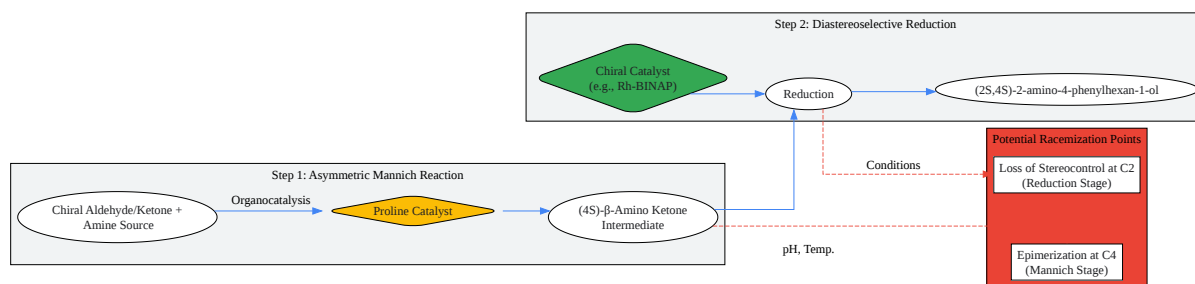 Step 2: Diastereoselective Reduction
Chiral Catalyst
(e.g., Rh-BINAP)
Reduction
(2S,4S)-2-amino-4-phenylhexan-1-ol
Potential Racemization Points
Conditions
Loss of Stereocontrol at C2
(Reduction Stage)
Step 1: Asymmetric Mannich Reaction
Chiral Aldehyde/Ketone +
Amine Source
Organocatalysis
Proline Catalyst
(4S)-β-Amino Ketone
Intermediate
pH, Temp.
Epimerization at C4
(Mannich Stage)